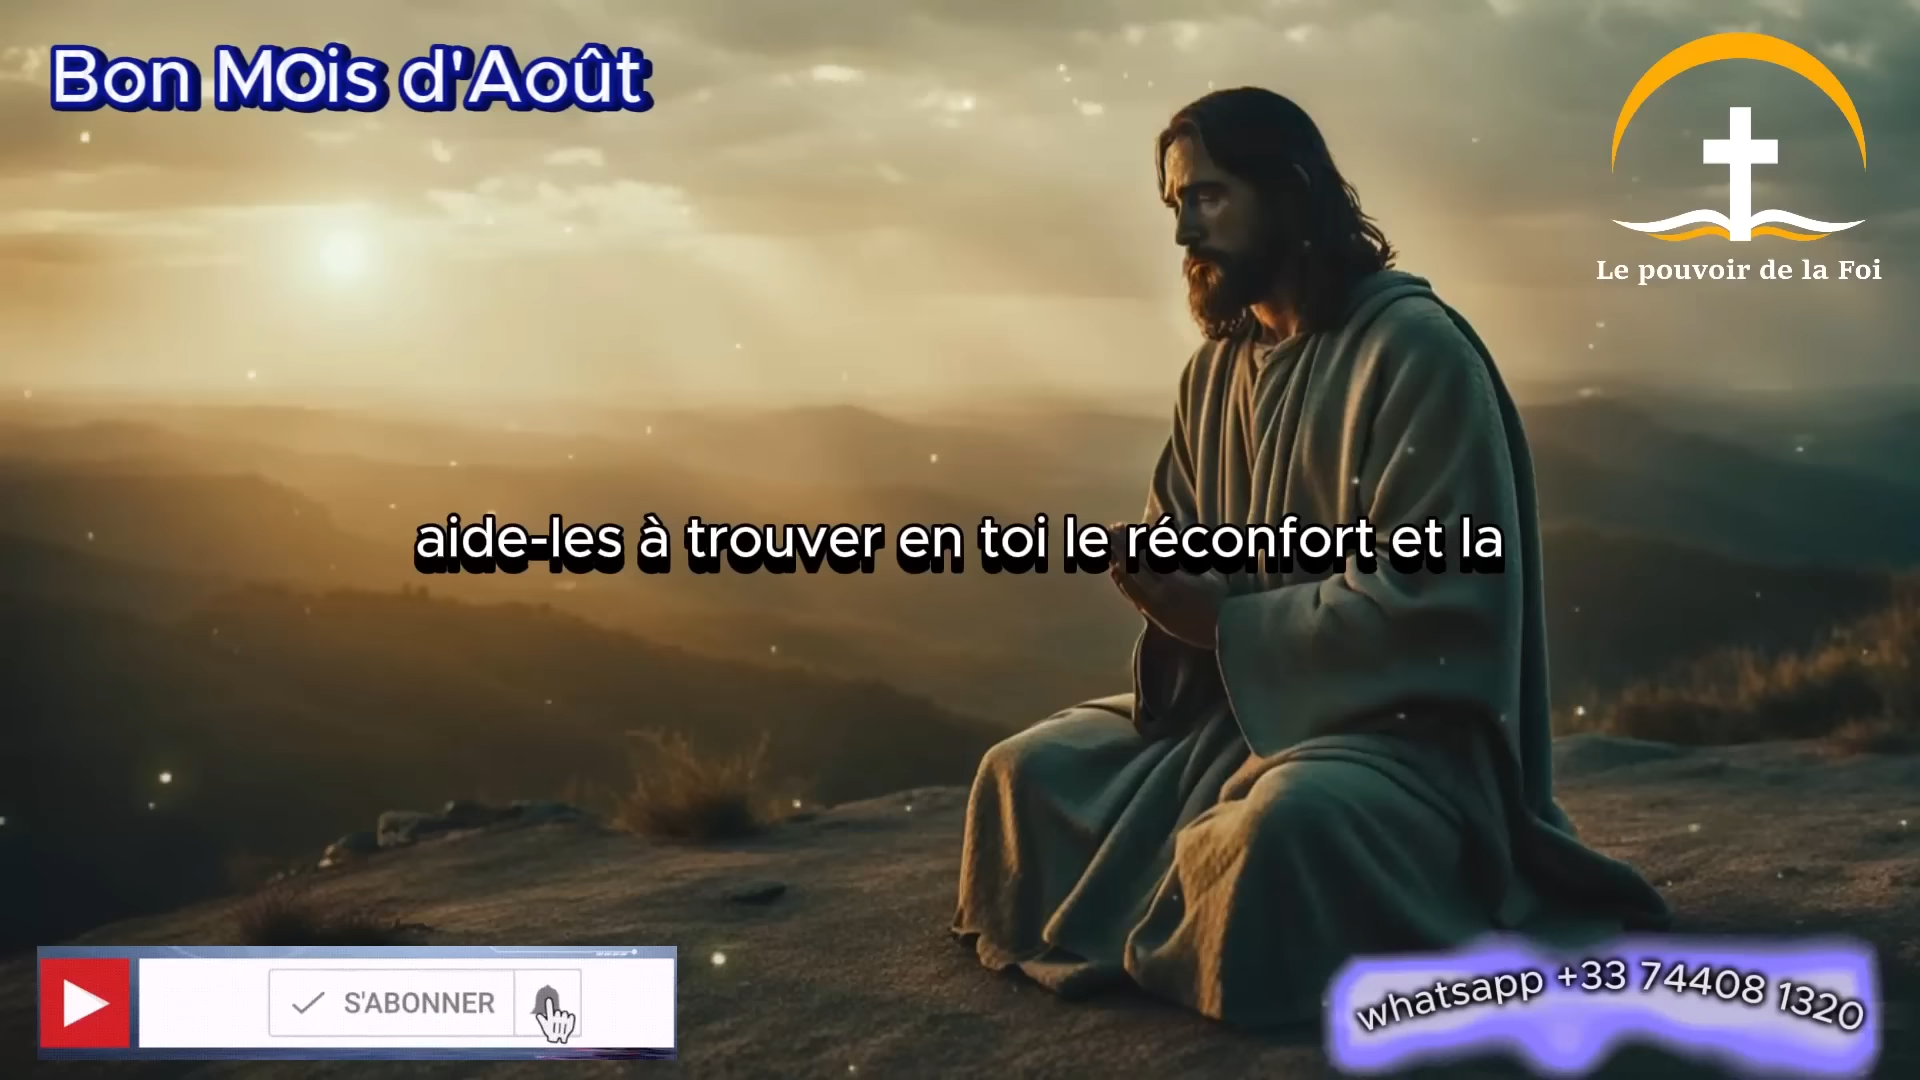 Bon MOis d'Août
Le pouvoir de la Foi
aide-les à trouver en toi le réconfort et la
S'ABONNER
whatsapp +33 74408 1320